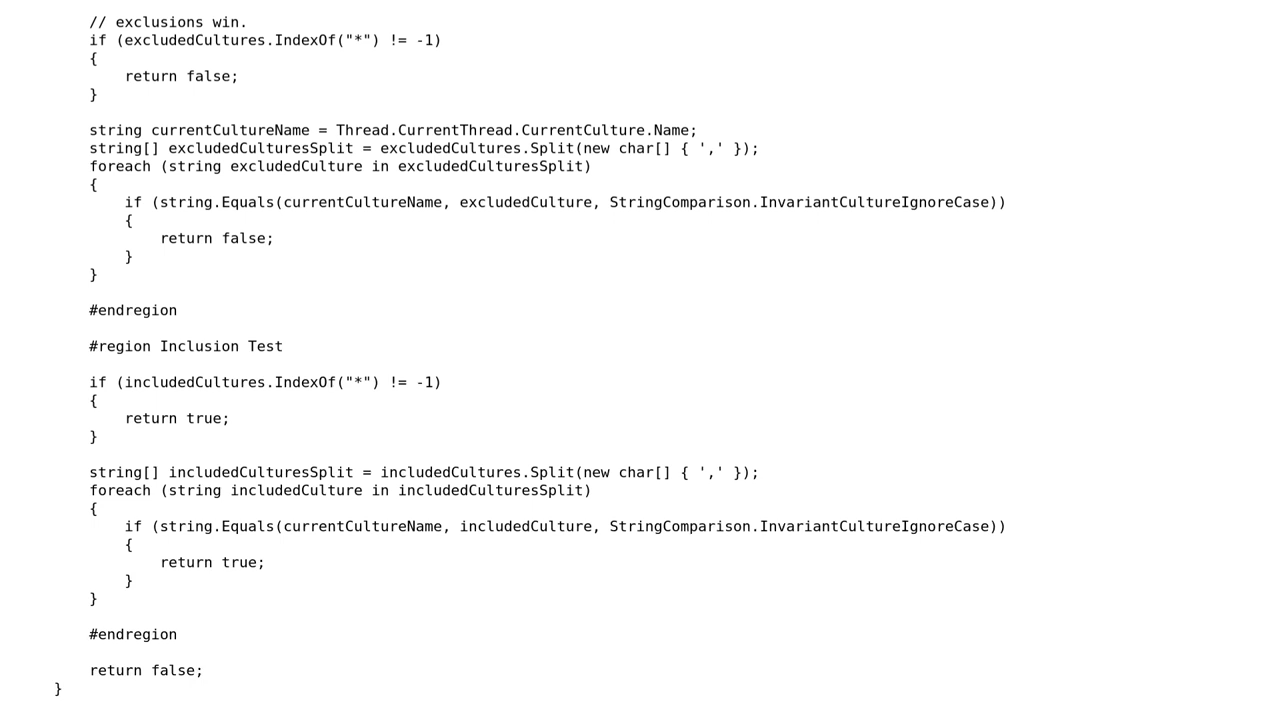 // exclusions win.
        if (excludedCultures.IndexOf("*") != -1)
        {
            return false;
        }

        string currentCultureName = Thread.CurrentThread.CurrentCulture.Name;
        string[] excludedCulturesSplit = excludedCultures.Split(new char[] { ',' });
        foreach (string excludedCulture in excludedCulturesSplit)
        {
            if (string.Equals(currentCultureName, excludedCulture, StringComparison.InvariantCultureIgnoreCase))
            {
                return false;
            }
        }

        #endregion

        #region Inclusion Test

        if (includedCultures.IndexOf("*") != -1)
        {
            return true;
        }

        string[] includedCulturesSplit = includedCultures.Split(new char[] { ',' });
        foreach (string includedCulture in includedCulturesSplit)
        {
            if (string.Equals(currentCultureName, includedCulture, StringComparison.InvariantCultureIgnoreCase))
            {
                return true;
            }
        }

        #endregion

        return false;
    }